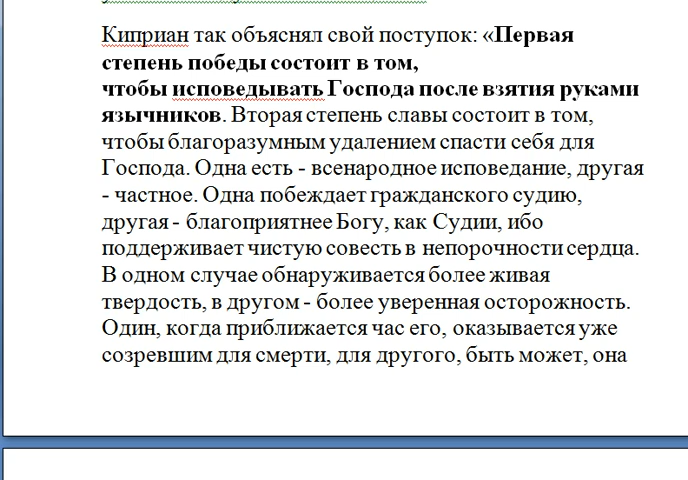 Киприан так объяснял свой поступок: «Первая
степень победы состоит в том,
чтобы исповедывать Господа после взятия руками
язычников. Вторая степень славы состоит в том,
чтобы благоразумным удалением спасти себя для
Господа. Одна есть - всенародное исповедание, другая
- частное. Одна побеждает гражданского судию,
другая - благоприятнее Богу, как Судии, ибо
поддерживает чистую совесть в непорочности сердца.
В одном случае обнаруживается более живая
твердость, в другом - более уверенная осторожность.
Один, когда приближается час его, оказывается уже
созревшим для смерти, для другого, быть может, она